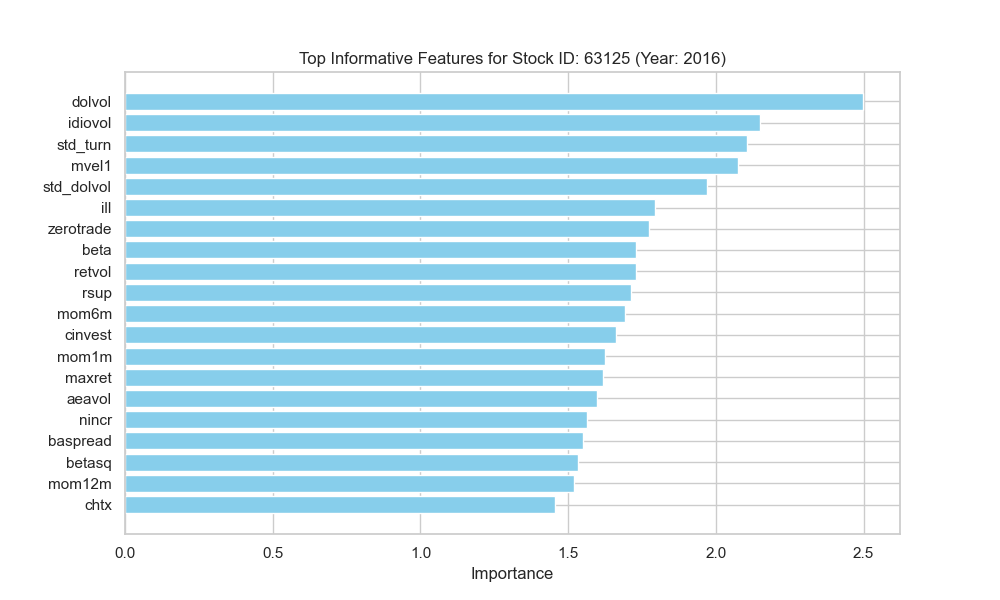 Top Informative Features for Stock ID: 63125 (Year: 2016)
dolvol
idiovol
std_turn
mvel1
std_dolvol
ill
zerotrade
beta
retvol
rsup
mom6m
cinvest
mom1m
maxret
aeavol
nincr
baspread
betasq
mom12m
chtx
0.0 0.5 1.0 1.5 2.0 2.5
Importance